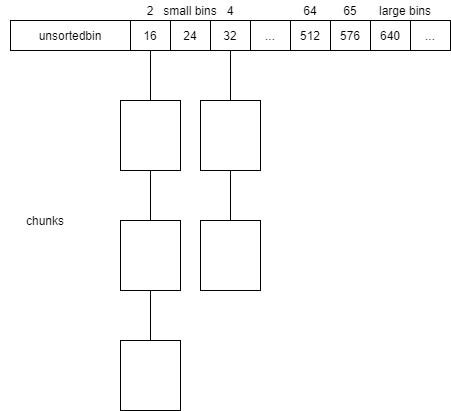 2 small bins 4 64 65 large bins
unsortedbin 16 24 32 ... 512 576 640 ...
chunks